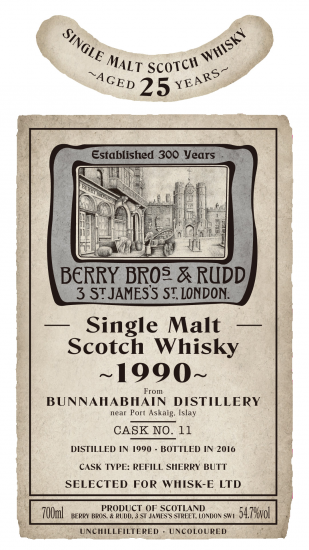 SINGLE MALT SCOTCH WHISKY
~AGED 25 YEARS~
Established 300 Years
BERRY BROS & RUDD
3 ST JAMES'S ST, LONDON.
Single Malt
Scotch Whisky
~1990~
From
BUNNAHABHAIN DISTILLERY
near Port Askaig, Islay
CASK NO. 11
DISTILLED IN 1990 - BOTTLED IN 2016
CASK TYPE: REFILL SHERRY BUTT
SELECTED FOR WHISK-E LTD
700ml
PRODUCT OF SCOTLAND
BERRY BROS. & RUDD, 3 ST JAMES'S STREET, LONDON SW1
54.7%vol
UNCHILLFILTERED - UNCOLOURED